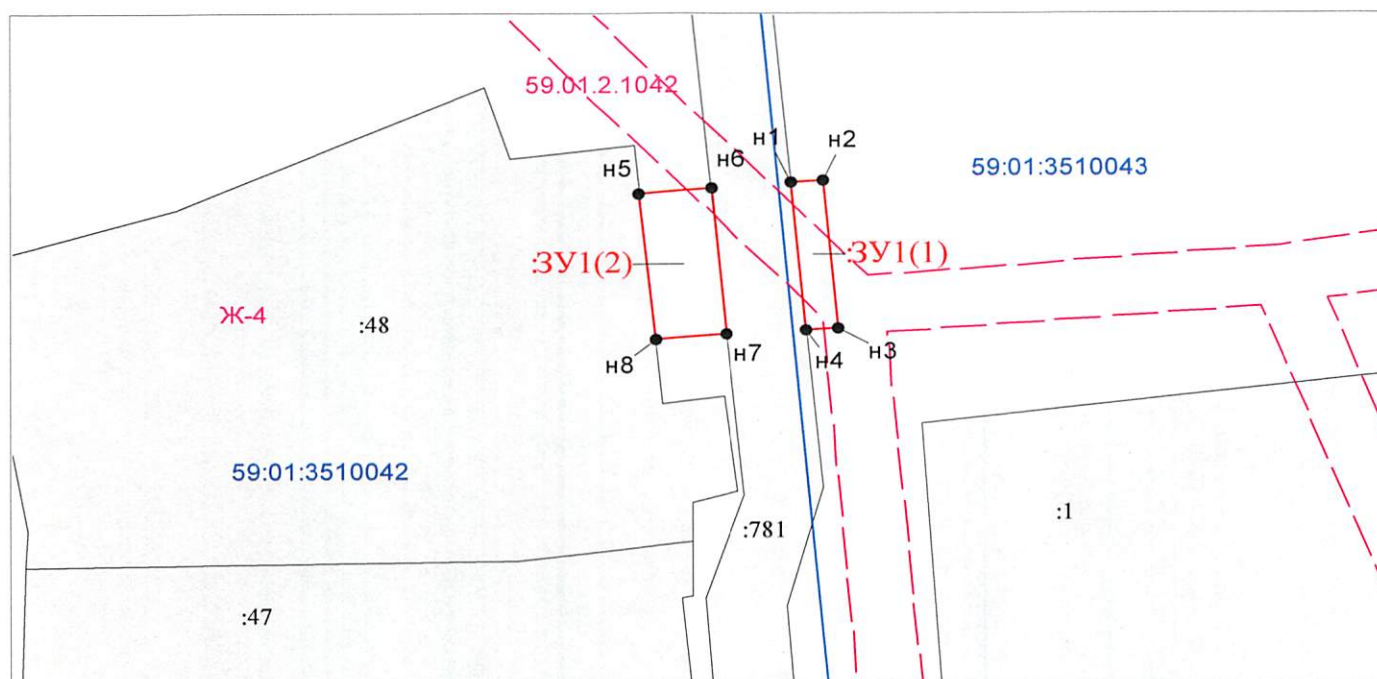 59.01.2.1042
н1
н2
59:01:3510043
н5
н6
:ЗУ1(2)
:ЗУ1(1)
Ж-4
:48
н8
н7
н4
н3
59:01:3510042
:781
:1
:47